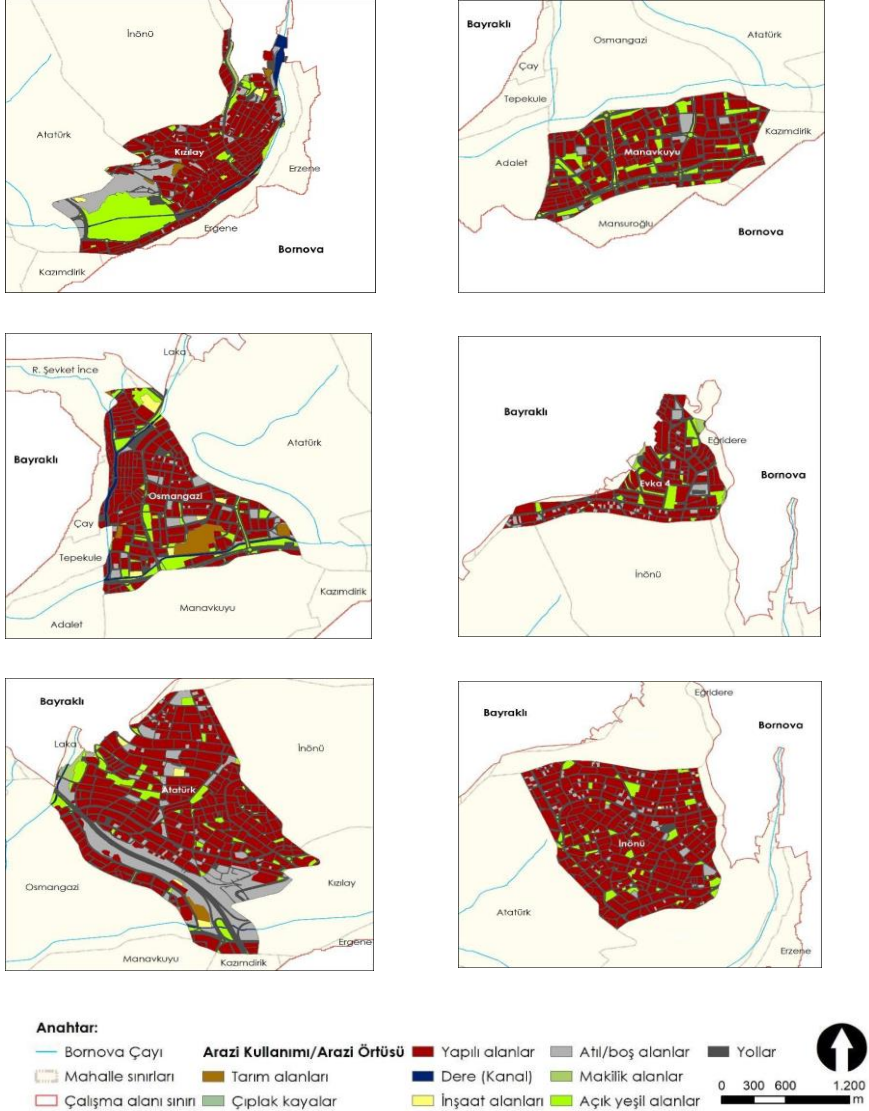 İnönü
Atatürk
Kızılay
Erzene
Ergene
Bornova
Kazımdirik
Bayraklı
Osmangazi
Atatürk
Çay
Tepekule
Kazımdirik
Manavkuyu
Adalet
Mansuroğlu
Bornova
Laka
R. Şevket İnce
Atatürk
Bayraklı
Osmangazi
Çay
Tepekule
Kazımdirik
Manavkuyu
Adalet
Bayraklı
Eğridere
Bornova
Evka 4
İnönü
Bayraklı
Laka
İnönü
Atatürk
Osmangazi
Kızılay
Ergene
Manavkuyu
Kazımdirik
Eğridere
Bayraklı
Bornova
İnönü
Atatürk
Erzene
Anahtar:
Bornova Çayı
Mahalle sınırları
Çalışma alanı sınırı
Arazi Kullanımı/Arazi Örtüsü
Tarım alanları
Çıplak kayalar
Yapılı alanlar
Dere (Kanal)
İnşaat alanları
Atıl/boş alanlar
Makilik alanlar
Açık yeşil alanlar
Yollar
0 300 600 1.200
m